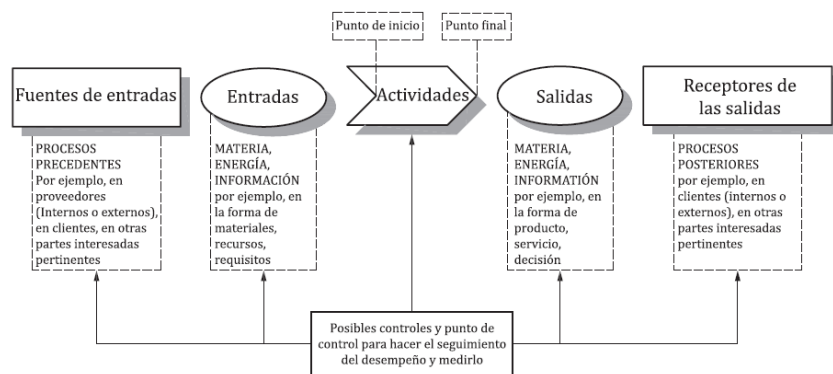 Punto de inicio
Punto final
Fuentes de entradas
Entradas
Actividades
Salidas
Receptores de
las salidas
PROCESOS
PRECEDENTES
Por ejemplo, en
proveedores
(Internos o externos),
en clientes, en otras
partes interesadas
pertinentes
MATERIA,
ENERGÍA,
INFORMACIÓN
por ejemplo, en
la forma de
materiales,
recursos,
requisitos
MATERIA,
ENERGÍA,
INFORMATIÓN
por ejemplo, en
la forma de
producto,
servicio,
decisión
PROCESOS
POSTERIORES
por ejemplo, en
clientes (internos o
externos), en otras
partes interesadas
pertinentes
Posibles controles y punto de
control para hacer el seguimiento
del desempeño y medirlo